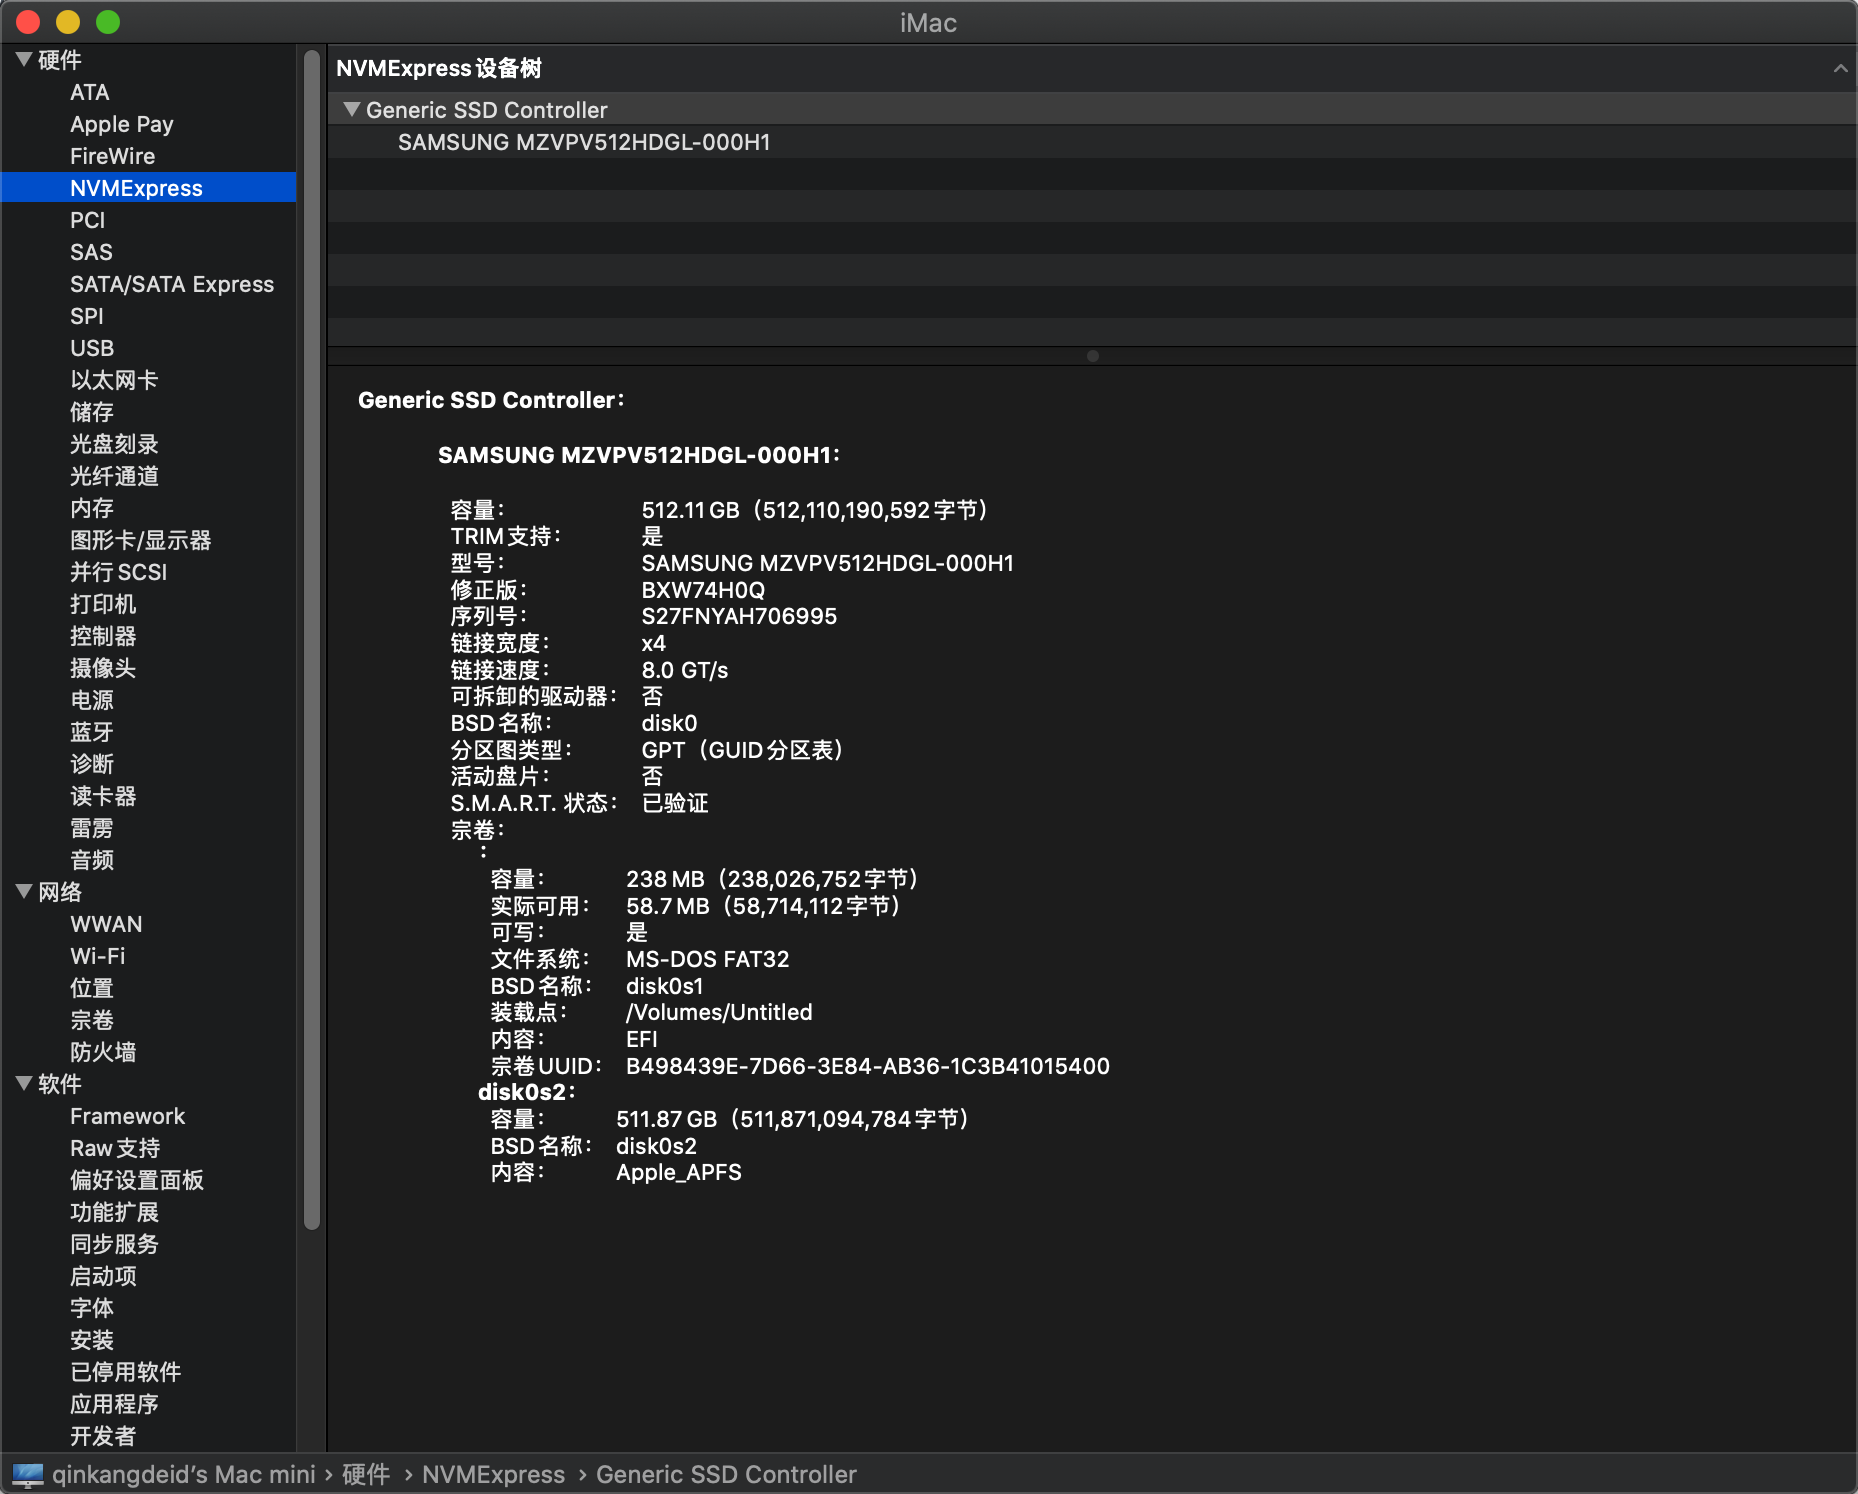 iMac
硬件
ATA
Apple Pay
FireWire
NVMExpress
PCI
SAS
SATA/SATA Express
SPI
USB
以太网卡
储存
光盘刻录
光纤通道
内存
图形卡/显示器
并行 SCSI
打印机
控制器
摄像头
电源
蓝牙
诊断
读卡器
雷雳
音频
网络
WWAN
Wi-Fi
位置
宗卷
防火墙
软件
Framework
Raw 支持
偏好设置面板
功能扩展
同步服务
启动项
字体
安装
已停用软件
应用程序
开发者
NVMExpress 设备树
Generic SSD Controller
SAMSUNG MZVPV512HDGL-000H1
Generic SSD Controller：
SAMSUNG MZVPV512HDGL-000H1：
容量： 512.11 GB（512,110,190,592 字节）
TRIM 支持： 是
型号： SAMSUNG MZVPV512HDGL-000H1
修正版： BXW74H0Q
序列号： S27FNYAH706995
链接宽度： x4
链接速度： 8.0 GT/s
可拆卸的驱动器： 否
BSD 名称： disk0
分区图类型： GPT（GUID 分区表）
活动盘片： 否
S.M.A.R.T. 状态： 已验证
宗卷：
：
容量： 238 MB（238,026,752 字节）
实际可用： 58.7 MB（58,714,112 字节）
可写： 是
文件系统： MS-DOS FAT32
BSD 名称： disk0s1
装载点： /Volumes/Untitled
内容： EFI
宗卷 UUID： B498439E-7D66-3E84-AB36-1C3B41015400
disk0s2：
容量： 511.87 GB（511,871,094,784 字节）
BSD 名称： disk0s2
内容： Apple_APFS
qinkangdeid’s Mac mini › 硬件 › NVMExpress › Generic SSD Controller